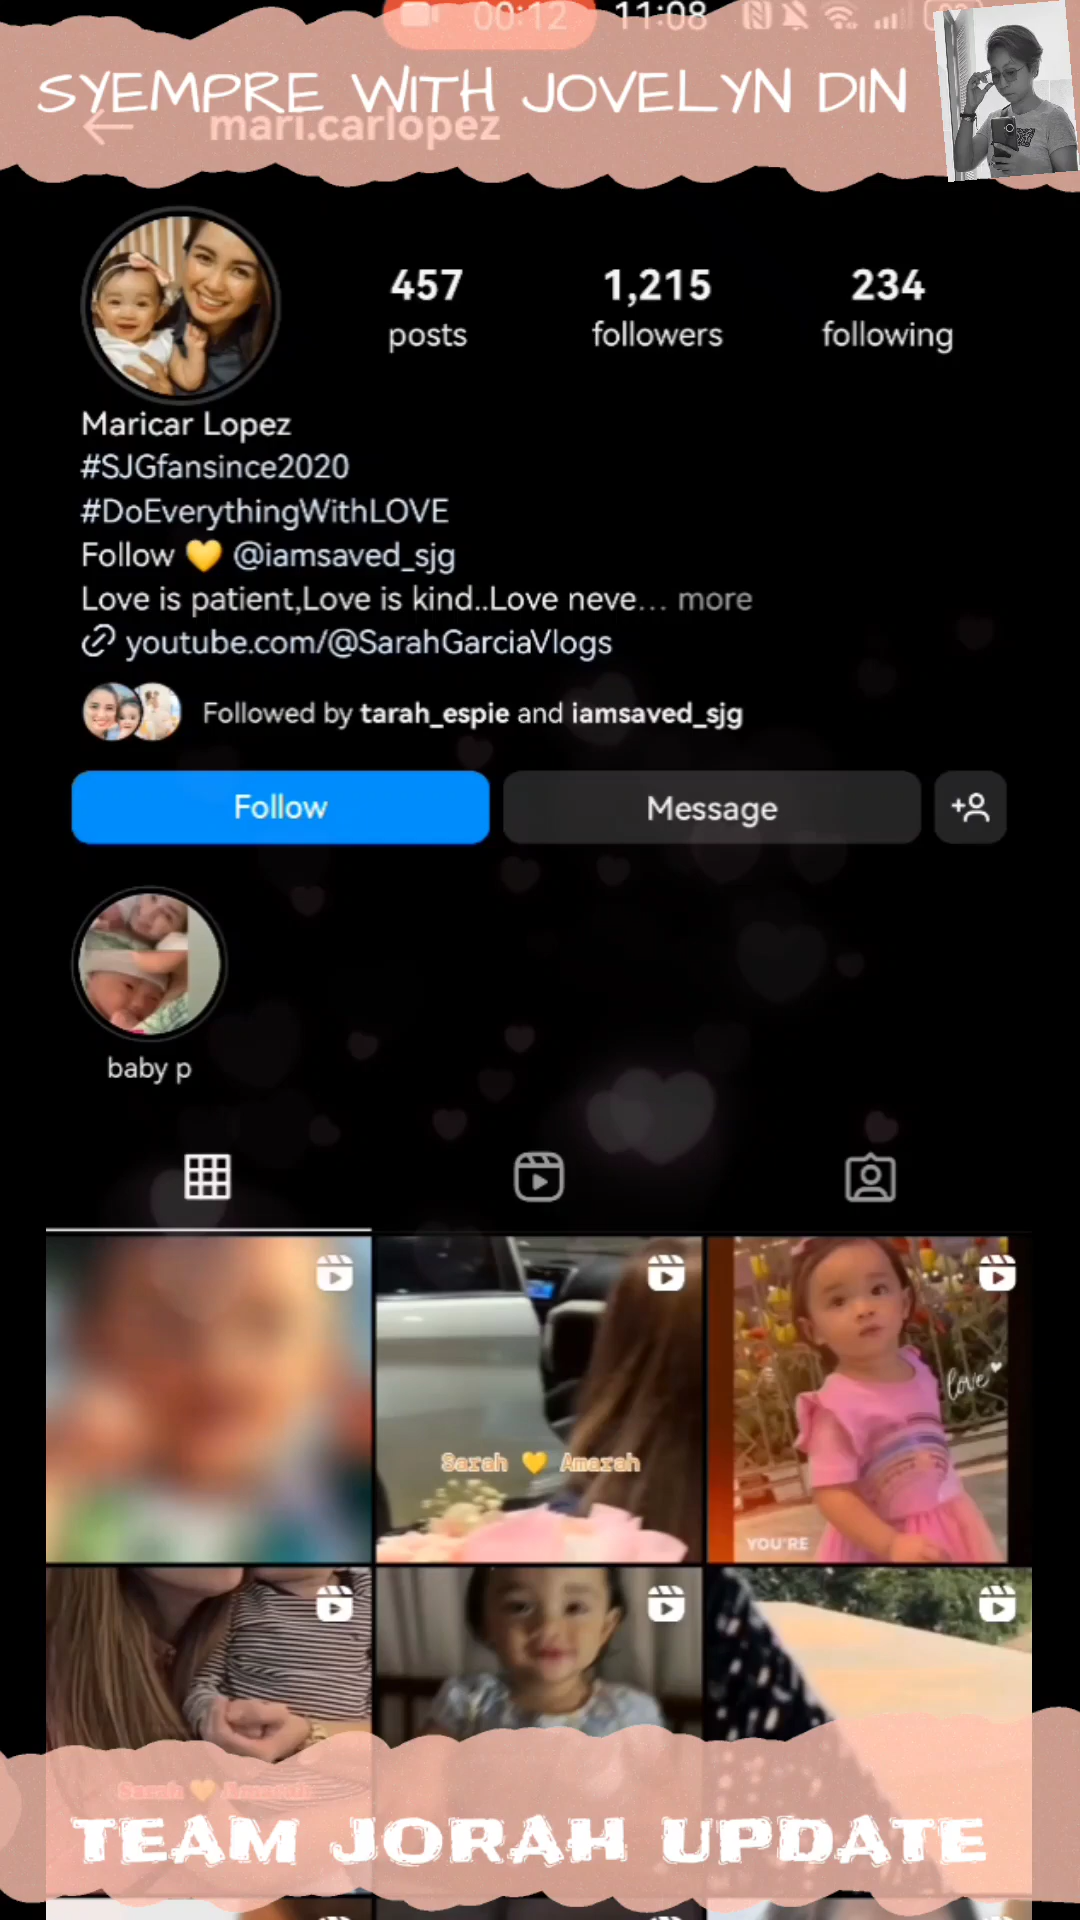 00:12 11:08
SYEMPRE WITH JOVELYN DIN
mari.carlopez
457 1,215 234
posts followers following
Maricar Lopez
#SJGfansince2020
#DoEverythingWithLOVE
Follow 💛 @iamsaved_sjg
Love is patient,Love is kind..Love neve... more
youtube.com/@SarahGarciaVlogs
Followed by tarah_espie and iamsaved_sjg
Follow Message
baby p
love
Sarah 💛 Amarah
YOU'RE
Sarah 💛 Amarah
TEAM JORAH UPDATE